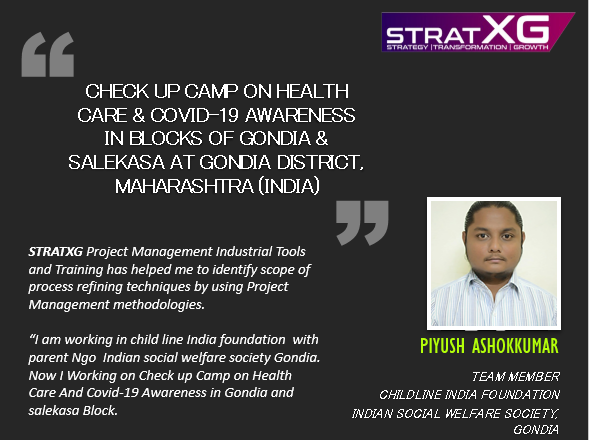 STRATXG
STRATEGY | TRANSFORMATION | GROWTH
CHECK UP CAMP ON HEALTH
CARE & COVID-19 AWARENESS
IN BLOCKS OF GONDIA &
SALEKASA AT GONDIA DISTRICT,
MAHARASHTRA (INDIA)
STRATXG Project Management Industrial Tools
and Training has helped me to identify scope of
process refining techniques by using Project
Management methodologies.
“I am working in child line India foundation with
parent Ngo Indian social welfare society Gondia.
Now I Working on Check up Camp on Health
Care And Covid-19 Awareness in Gondia and
salekasa Block.
PIYUSH ASHOKKUMAR
TEAM MEMBER
CHILDLINE INDIA FOUNDATION
INDIAN SOCIAL WELFARE SOCIETY,
GONDIA